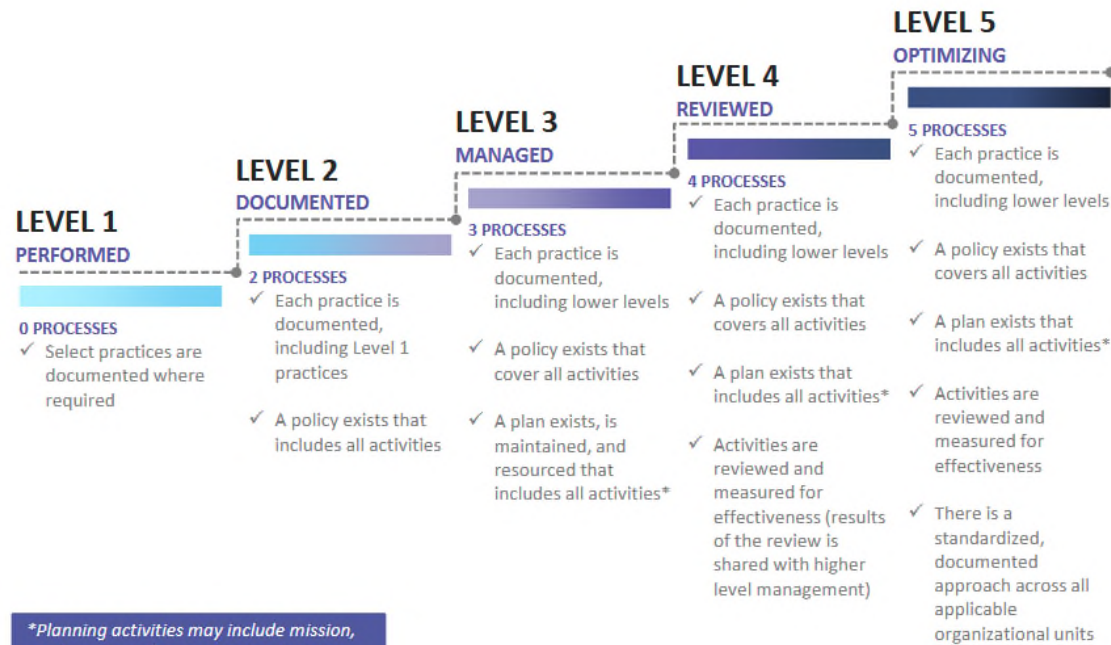 LEVEL 1
PERFORMED
0 PROCESSES
✓ Select practices are
documented where
required
LEVEL 2
DOCUMENTED
2 PROCESSES
✓ Each practice is
documented,
including Level 1
practices
✓ A policy exists that
includes all activities
LEVEL 3
MANAGED
3 PROCESSES
✓ Each practice is
documented,
including lower levels
✓ A policy exists that
cover all activities
✓ A plan exists, is
maintained, and
resourced that
includes all activities*
LEVEL 4
REVIEWED
4 PROCESSES
✓ Each practice is
documented,
including lower levels
✓ A policy exists that
covers all activities
✓ A plan exists that
includes all activities*
✓ Activities are
reviewed and
measured for
effectiveness (results
of the review is
shared with higher
level management)
LEVEL 5
OPTIMIZING
5 PROCESSES
✓ Each practice is
documented,
including lower levels
✓ A policy exists that
covers all activities
✓ A plan exists that
includes all activities*
✓ Activities are
reviewed and
measured for
effectiveness
✓ There is a
standardized,
documented
approach across all
applicable
organizational units
*Planning activities may include mission,